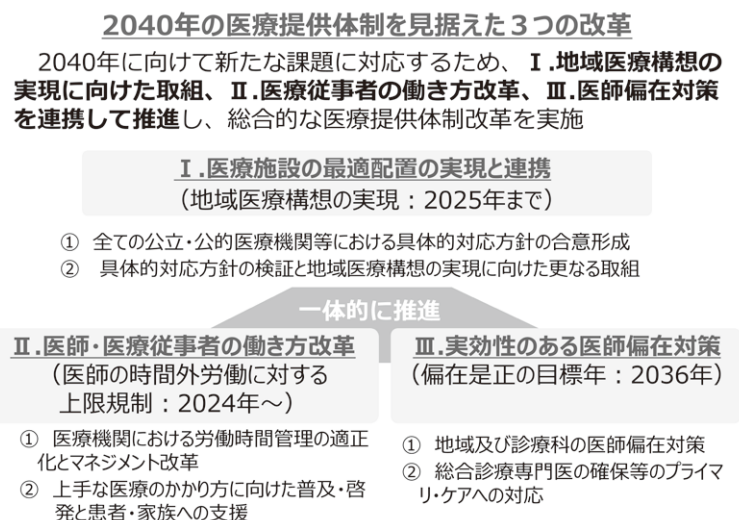 2040年の医療提供体制を見据えた３つの改革
2040年に向けて新たな課題に対応するため、Ⅰ.地域医療構想の
実現に向けた取組、Ⅱ.医療従事者の働き方改革、Ⅲ.医師偏在対策
を連携して推進し、総合的な医療提供体制改革を実施
Ⅰ.医療施設の最適配置の実現と連携
（地域医療構想の実現：2025年まで）
① 全ての公立・公的医療機関等における具体的対応方針の合意形成
② 具体的対応方針の検証と地域医療構想の実現に向けた更なる取組
一体的に推進
Ⅱ.医師・医療従事者の働き方改革
（医師の時間外労働に対する
上限規制：2024年～）
① 医療機関における労働時間管理の適正
化とマネジメント改革
② 上手な医療のかかり方に向けた普及・啓
発と患者・家族への支援
Ⅲ.実効性のある医師偏在対策
（偏在是正の目標年：2036年）
① 地域及び診療科の医師偏在対策
② 総合診療専門医の確保等のプライマ
リ・ケアへの対応